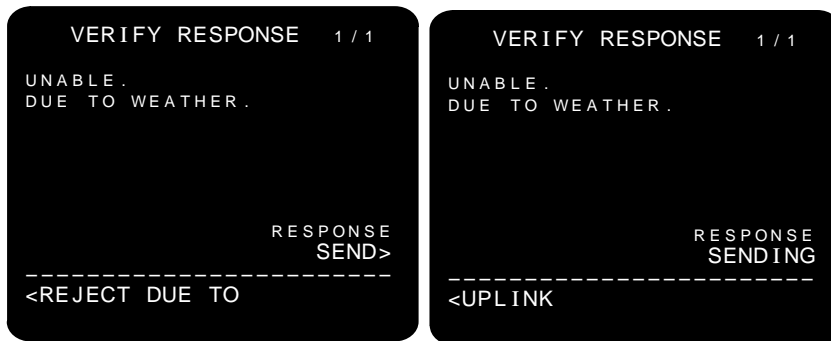 VERIFY RESPONSE 1/1
UNABLE.
DUE TO WEATHER.
RESPONSE
SEND>
------------------------
<REJECT DUE TO
VERIFY RESPONSE 1/1
UNABLE.
DUE TO WEATHER.
RESPONSE
SENDING
------------------------
<UPLINK